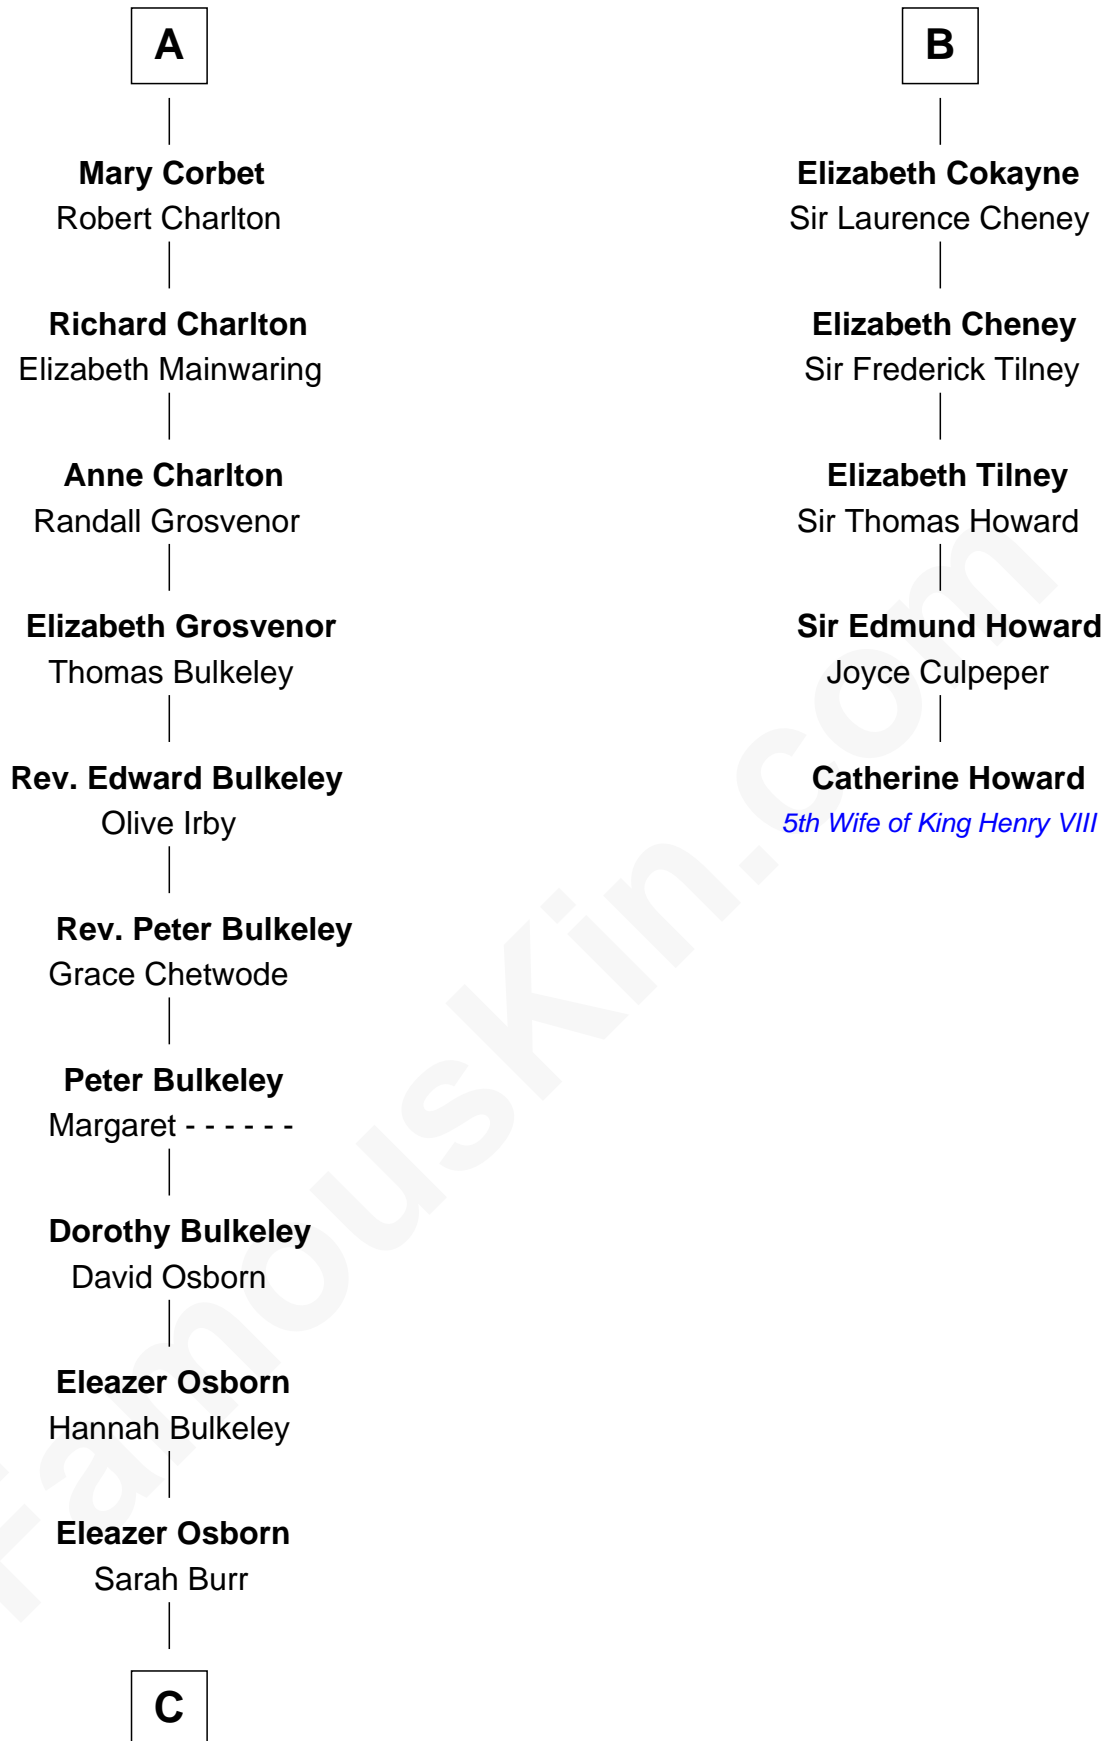 A
Mary Corbet
Robert Charlton
Richard Charlton
Elizabeth Mainwaring
Anne Charlton
Randall Grosvenor
Elizabeth Grosvenor
Thomas Bulkeley
Rev. Edward Bulkeley
Olive Irby
Rev. Peter Bulkeley
Grace Chetwode
Peter Bulkeley
Margaret - - - - - -
Dorothy Bulkeley
David Osborn
Eleazer Osborn
Hannah Bulkeley
Eleazer Osborn
Sarah Burr
C
B
Elizabeth Cokayne
Sir Laurence Cheney
Elizabeth Cheney
Sir Frederick Tilney
Elizabeth Tilney
Sir Thomas Howard
Sir Edmund Howard
Joyce Culpeper
Catherine Howard
5th Wife of King Henry VIII
FamousKin.com